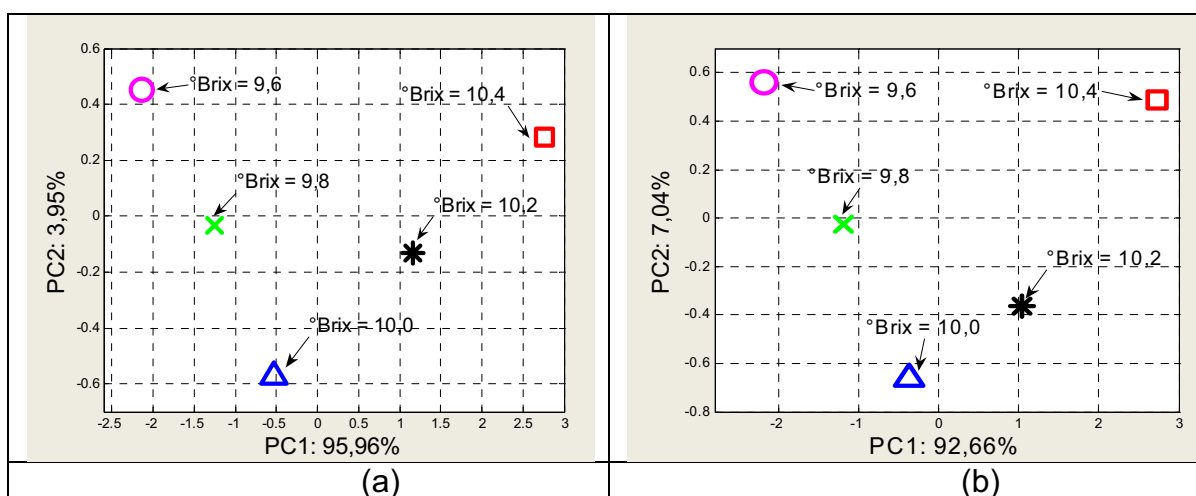 0.6
0.4
0.2
0
-0.2
-0.4
-0.6
-2.5 -2 -1.5 -1 -0.5 0 0.5 1 1.5 2 2.5 3
PC2: 3,95%
PC1: 95,96%
°Brix = 9,6
°Brix = 10,4
°Brix = 9,8
°Brix = 10,2
°Brix = 10,0
(a)
0.6
0.4
0.2
0
-0.2
-0.4
-0.6
-0.8
-2 -1 0 1 2 3
PC2: 7,04%
PC1: 92,66%
°Brix = 9,6
°Brix = 10,4
°Brix = 9,8
°Brix = 10,2
°Brix = 10,0
(b)